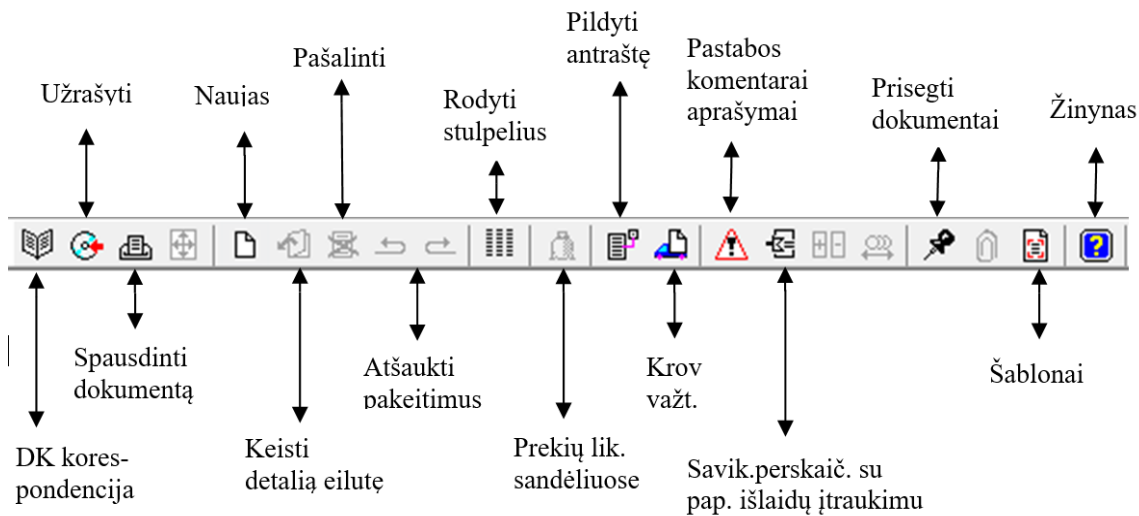 Pildyti
antraštę
Pašalinti
Pastabos
komentarai
aprašymai
Užrašyti
Naujas
Rodyti
stulpelius
Prisegti
dokumentai
Žinynas
Spausdinti
dokumentą
Atšaukti
pakeitimus
Krov
važt.
Šablonai
DK kores-
pondencija
Keisti
detalią eilutę
Prekių lik.
sandėliuose
Savik.perskaič. su
pap. išlaidų įtraukimu